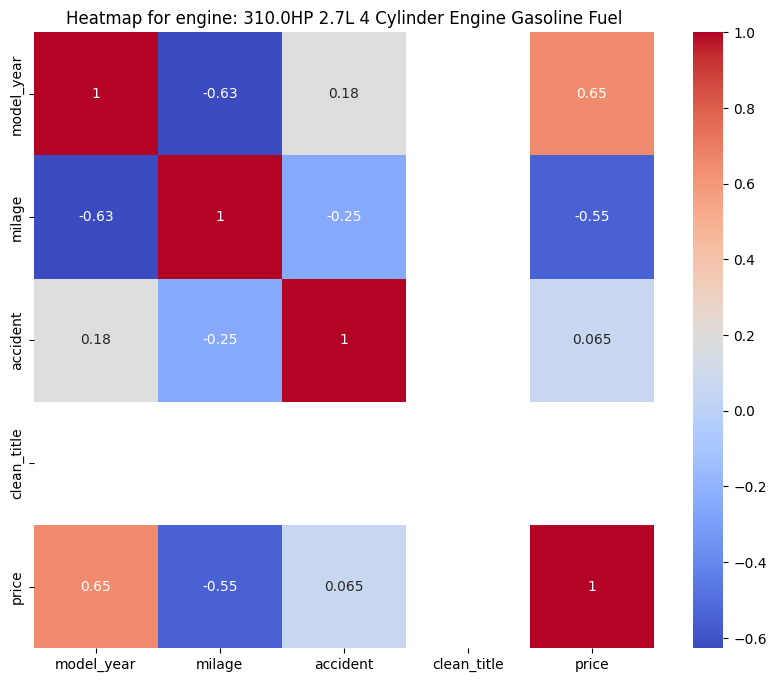 Heatmap for engine: 310.0HP 2.7L 4 Cylinder Engine Gasoline Fuel
model_year 1 -0.63 0.18 0.65
milage -0.63 1 -0.25 -0.55
accident 0.18 -0.25 1 0.065
clean_title
price 0.65 -0.55 0.065 1
model_year milage accident clean_title price
1.0
0.8
0.6
0.4
0.2
0.0
-0.2
-0.4
-0.6